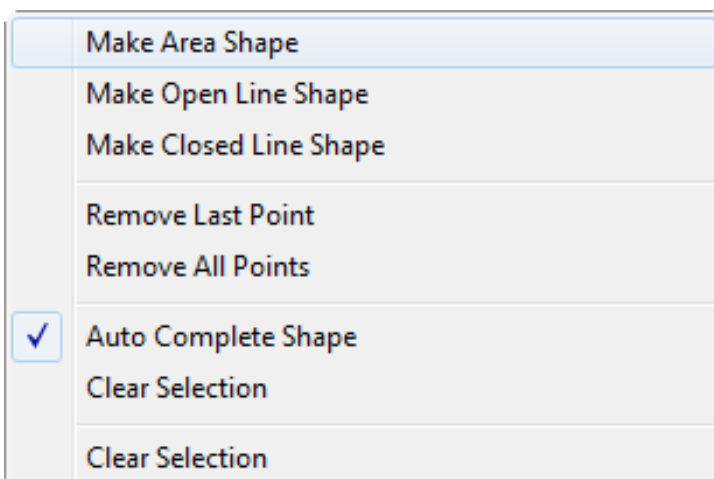 Make Area Shape
Make Open Line Shape
Make Closed Line Shape
Remove Last Point
Remove All Points
Auto Complete Shape
Clear Selection
Clear Selection